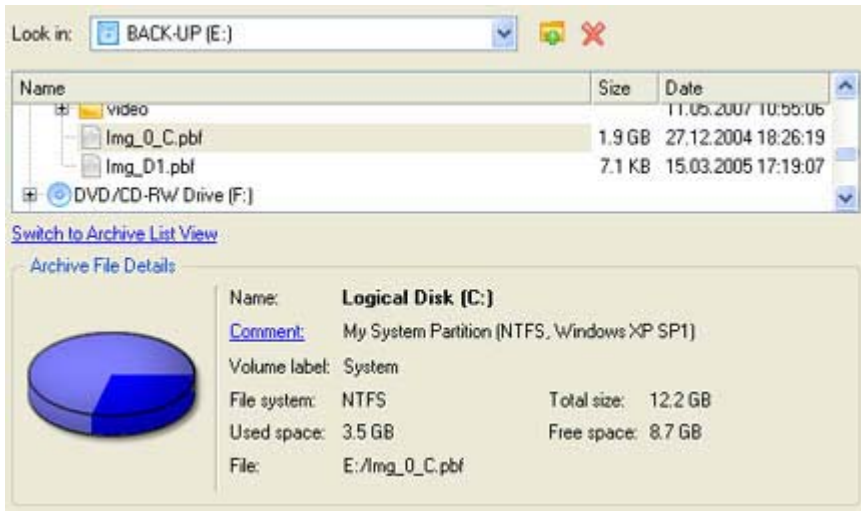 Look in: BACK-UP (E:)
Name Size Date
video 11.05.2007 10:55:06
Img_0_C.pbf 1.9 GB 27.12.2004 18:26:19
Img_D1.pbf 7.1 KB 15.03.2005 17:19:07
DVD/CD-RW Drive (F:)
Switch to Archive List View
Archive File Details
Name: Logical Disk (C:)
Comment: My System Partition (NTFS, Windows XP SP1)
Volume label: System
File system: NTFS Total size: 12.2 GB
Used space: 3.5 GB Free space: 8.7 GB
File: E:/Img_0_C.pbf